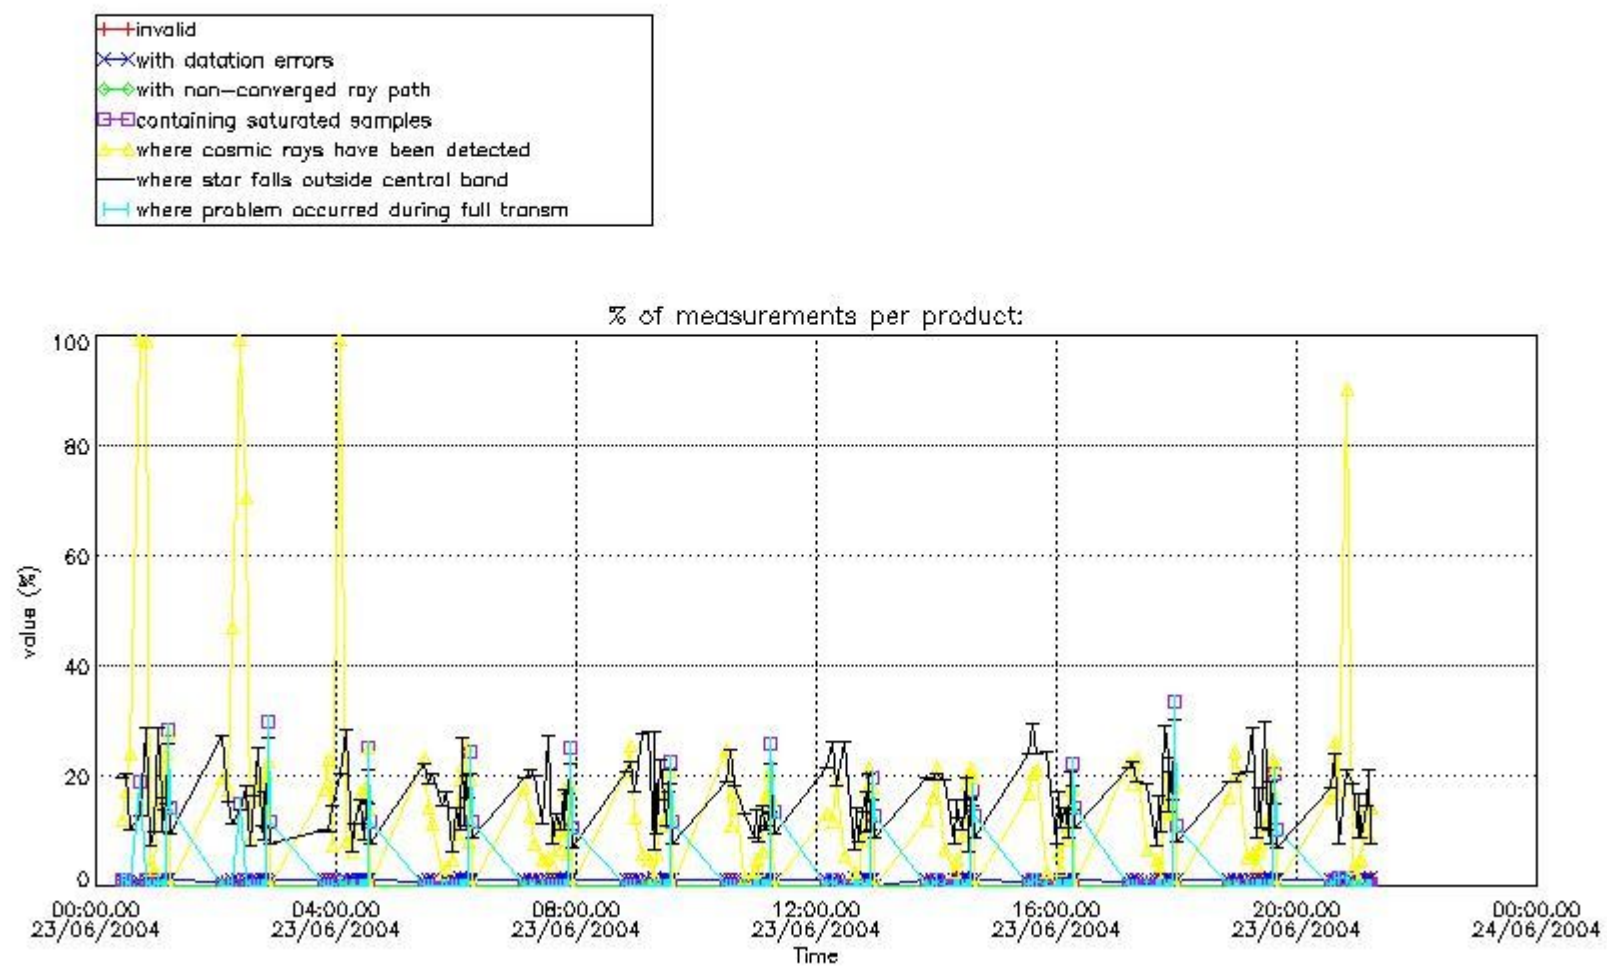 invalid
with datation errors
with non-converged ray path
containing saturated samples
where cosmic rays have been detected
where star falls outside central band
where problem occurred during full transm
% of measurements per product:
100
80
60
40
20
0
value (%)
00:00.00 04:00.00 08:00.00 12:00.00 16:00.00 20:00.00 00:00.00
23/06/2004 23/06/2004 23/06/2004 23/06/2004 23/06/2004 23/06/2004 24/06/2004
Time